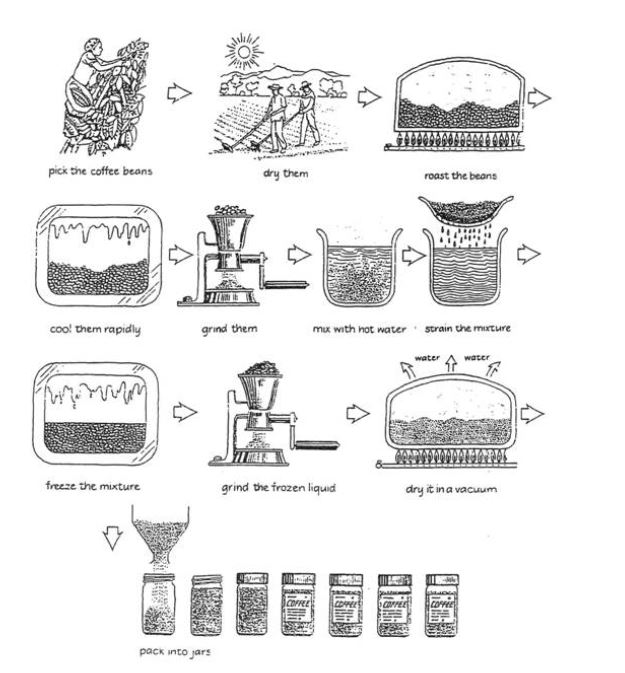 pick the coffee beans
dry them
roast the beans
cool them rapidly
grind them
mix with hot water
strain the mixture
water water
freeze the mixture
grind the frozen liquid
dry it in a vacuum
COFFEE
COFFEE
COFFEE
COFFEE
pack into jars